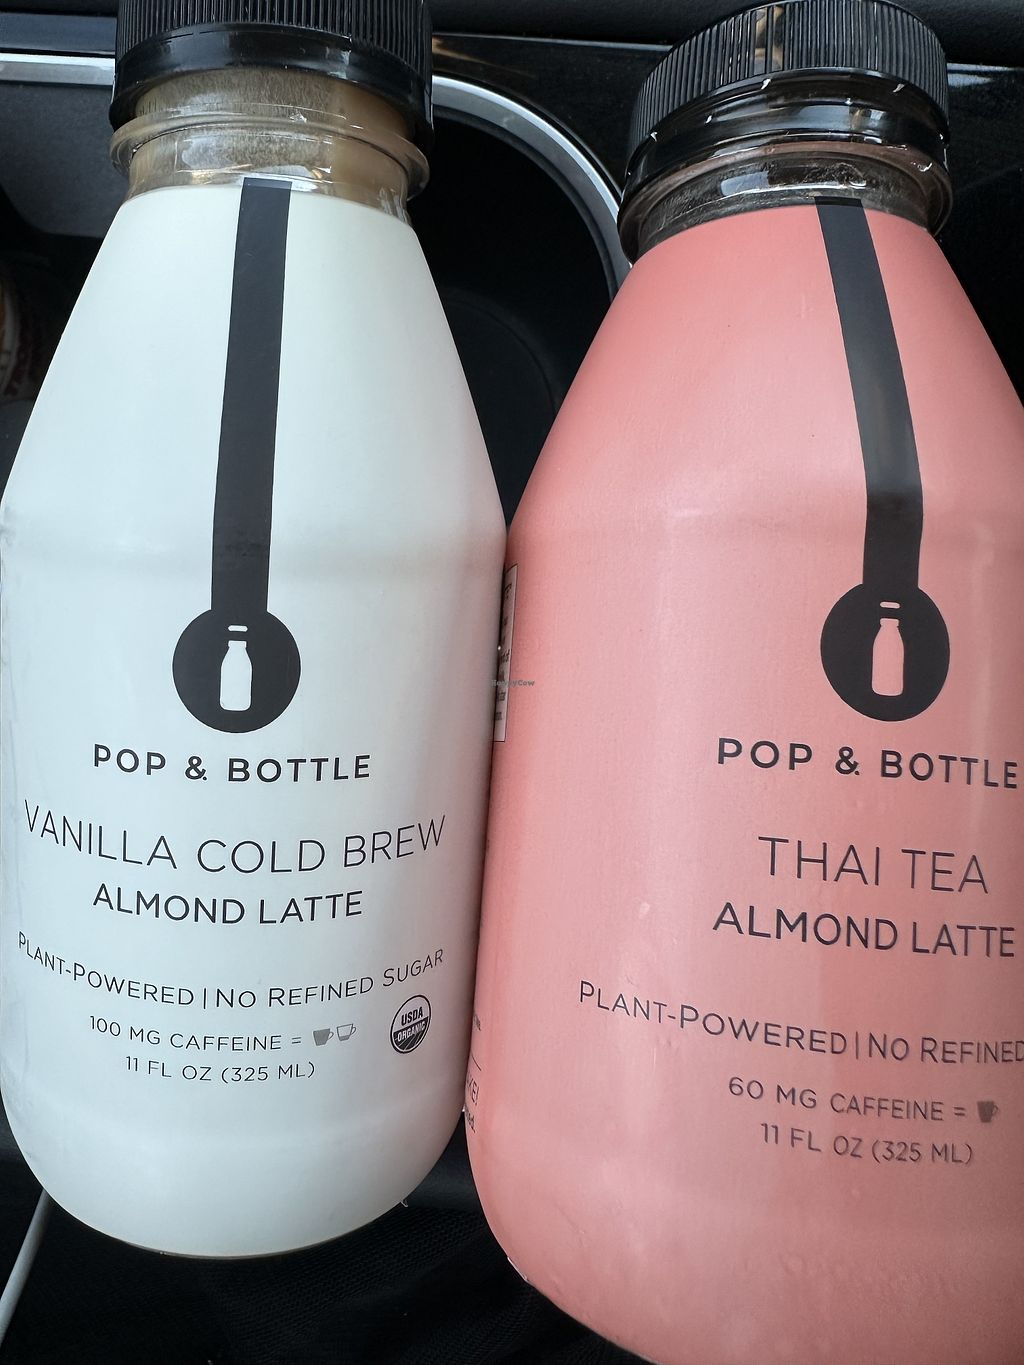 POP & BOTTLE
VANILLA COLD BREW
ALMOND LATTE
PLANT-POWERED | NO REFINED SUGAR
100 MG CAFFEINE =
11 FL OZ (325 ML)
USDA
ORGANIC
HappyCow
POP & BOTTLE
THAI TEA
ALMOND LATTE
PLANT-POWERED | NO REFINED
60 MG CAFFEINE =
11 FL OZ (325 ML)